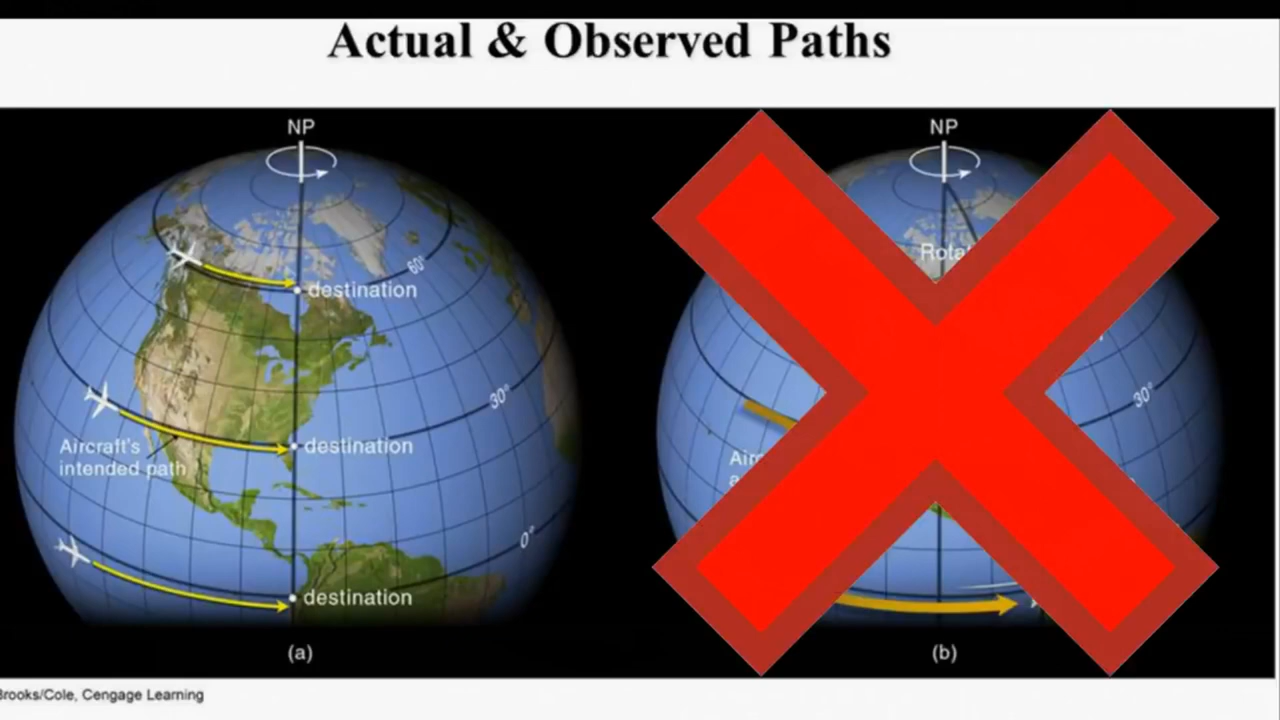 Actual & Observed Paths
NP
60°
destination
30°
destination
Aircraft's
intended path
0°
destination
(a)
NP
30°
(b)
Brooks/Cole, Cengage Learning